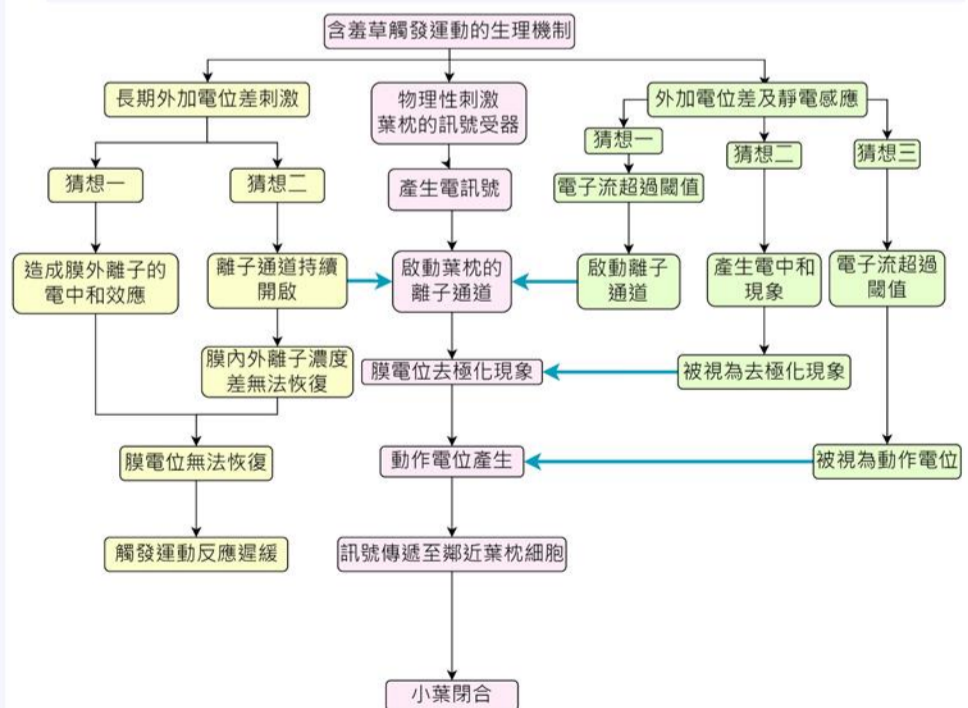 含羞草觸發運動的生理機制
長期外加電位差刺激
物理性刺激
葉枕的訊號受器
外加電位差及靜電感應
猜想一
猜想二
猜想三
猜想一
猜想二
產生電訊號
電子流超過閾值
造成膜外離子的
電中和效應
離子通道持續
開啟
啟動葉枕的
離子通道
啟動離子
通道
產生電中和
現象
電子流超過
閾值
膜內外離子濃度
差無法恢復
膜電位去極化現象
被視為去極化現象
膜電位無法恢復
動作電位產生
被視為動作電位
觸發運動反應遲緩
訊號傳遞至鄰近葉枕細胞
小葉閉合